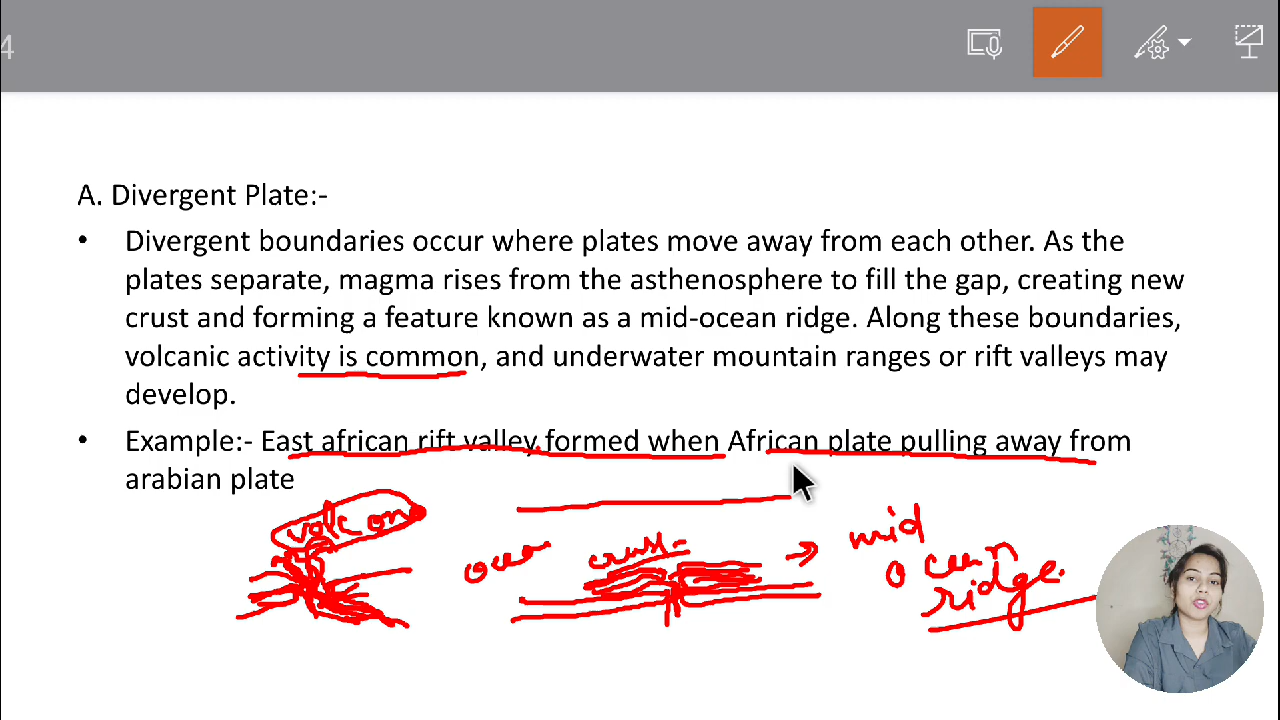 4
A. Divergent Plate:-
• Divergent boundaries occur where plates move away from each other. As the
plates separate, magma rises from the asthenosphere to fill the gap, creating new
crust and forming a feature known as a mid-ocean ridge. Along these boundaries,
volcanic activity is common, and underwater mountain ranges or rift valleys may
develop.
• Example:- East african rift valley formed when African plate pulling away from
arabian plate
volcano
ocean
crust
mid
ocean
ridge.